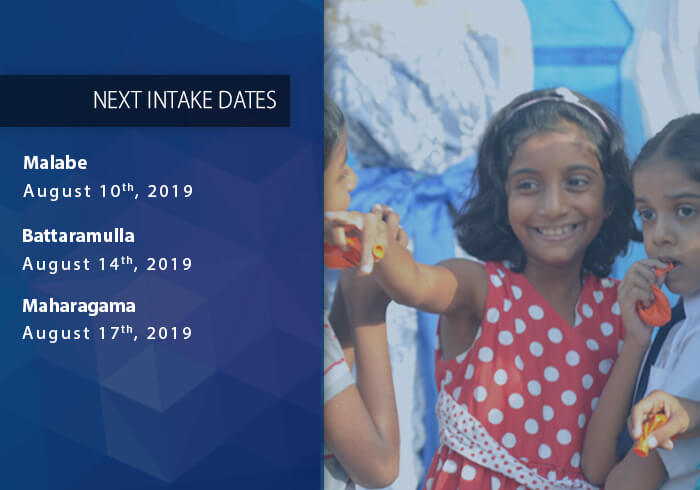 NEXT INTAKE DATES
Malabe
August 10th, 2019
Battaramulla
August 14th, 2019
Maharagama
August 17th, 2019